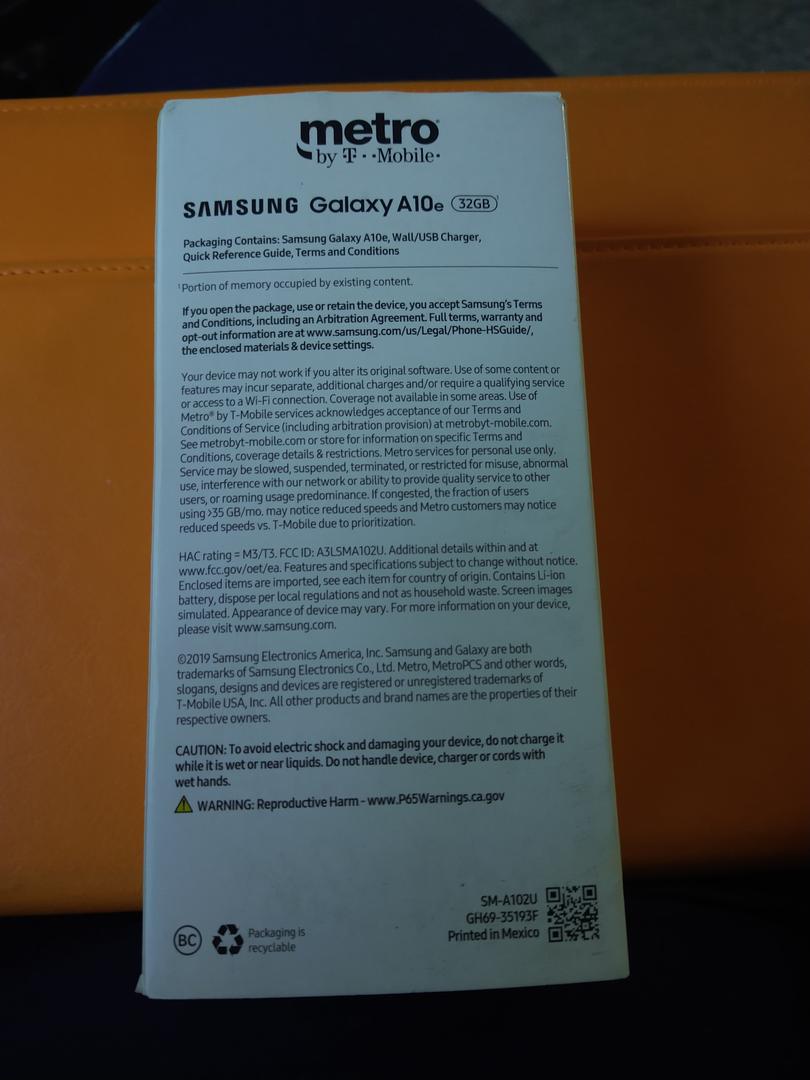 metro®
by T··Mobile·
SAMSUNG Galaxy A10e 32GB¹
Packaging Contains: Samsung Galaxy A10e, Wall/USB Charger,
Quick Reference Guide, Terms and Conditions
¹Portion of memory occupied by existing content.
If you open the package, use or retain the device, you accept Samsung's Terms
and Conditions, including an Arbitration Agreement. Full terms, warranty and
opt-out information are at www.samsung.com/us/Legal/Phone-HSGuide/,
the enclosed materials & device settings.
Your device may not work if you alter its original software. Use of some content or
features may incur separate, additional charges and/or require a qualifying service
or access to a Wi-Fi connection. Coverage not available in some areas. Use of
Metro® by T-Mobile services acknowledges acceptance of our Terms and
Conditions of Service (including arbitration provision) at metrobyt-mobile.com.
See metrobyt-mobile.com or store for information on specific Terms and
Conditions, coverage details & restrictions. Metro services for personal use only.
Service may be slowed, suspended, terminated, or restricted for misuse, abnormal
use, interference with our network or ability to provide quality service to other
users, or roaming usage predominance. If congested, the fraction of users
using >35 GB/mo. may notice reduced speeds and Metro customers may notice
reduced speeds vs. T-Mobile due to prioritization.
HAC rating = M3/T3. FCC ID: A3LSMA102U. Additional details within and at
www.fcc.gov/oet/ea. Features and specifications subject to change without notice.
Enclosed items are imported, see each item for country of origin. Contains Li-ion
battery, dispose per local regulations and not as household waste. Screen images
simulated. Appearance of device may vary. For more information on your device,
please visit www.samsung.com.
©2019 Samsung Electronics America, Inc. Samsung and Galaxy are both
trademarks of Samsung Electronics Co., Ltd. Metro, MetroPCS and other words,
slogans, designs and devices are registered or unregistered trademarks of
T-Mobile USA, Inc. All other products and brand names are the properties of their
respective owners.
CAUTION: To avoid electric shock and damaging your device, do not charge it
while it is wet or near liquids. Do not handle device, charger or cords with
wet hands.
WARNING: Reproductive Harm - www.P65Warnings.ca.gov
BC
Packaging is
recyclable
SM-A102U
GH69-35193F
Printed in Mexico